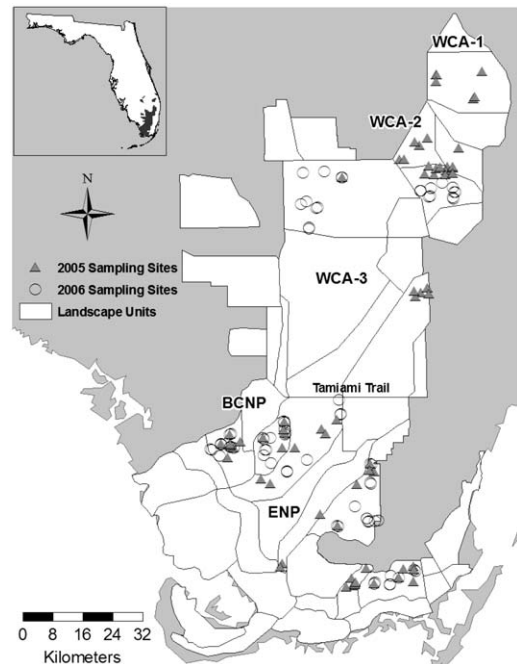 WCA-1
WCA-2
N
2005 Sampling Sites
2006 Sampling Sites
Landscape Units
WCA-3
Tamiami Trail
BCNP
ENP
0 8 16 24 32
Kilometers